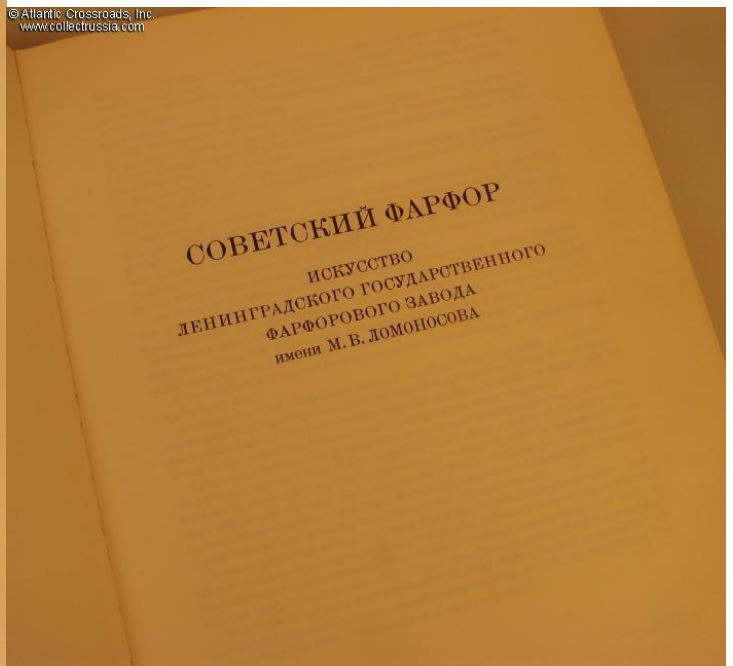 © Atlantic Crossroads, Inc.
www.collectrussia.com
СОВЕТСКИЙ ФАРФОР
ИСКУССТВО
ЛЕНИНГРАДСКОГО ГОСУДАРСТВЕННОГО
ФАРФОРОВОГО ЗАВОДА
имени М. В. ЛОМОНОСОВА